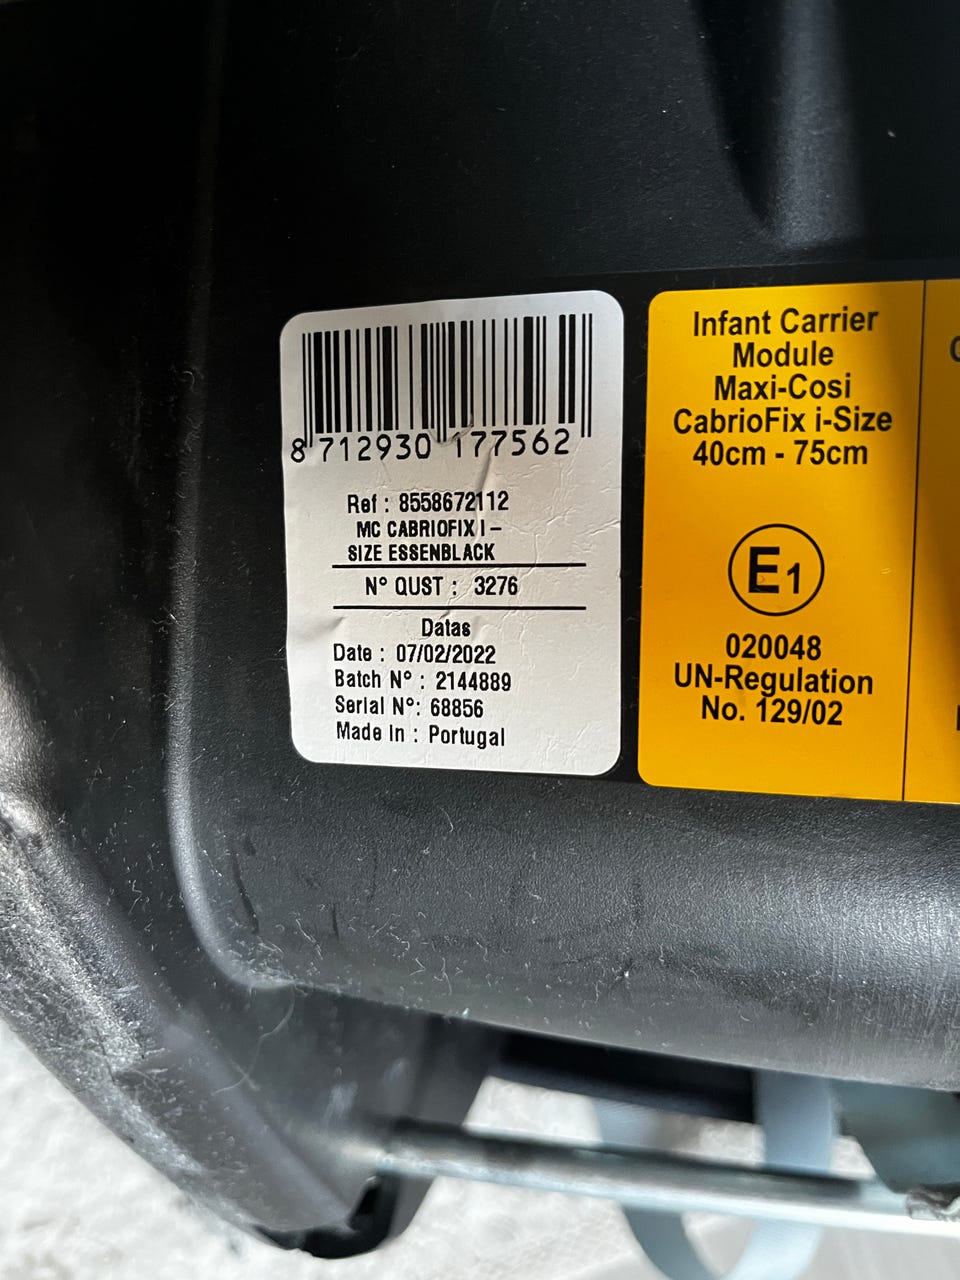 8 712930 177562
Ref : 8558672112
MC CABRIOFIX I -
SIZE ESSENBLACK
N° QUST : 3276
Datas
Date : 07/02/2022
Batch N° : 2144889
Serial N°: 68856
Made In : Portugal
Infant Carrier
Module
Maxi-Cosi
CabrioFix i-Size
40cm - 75cm
E1
020048
UN-Regulation
No. 129/02